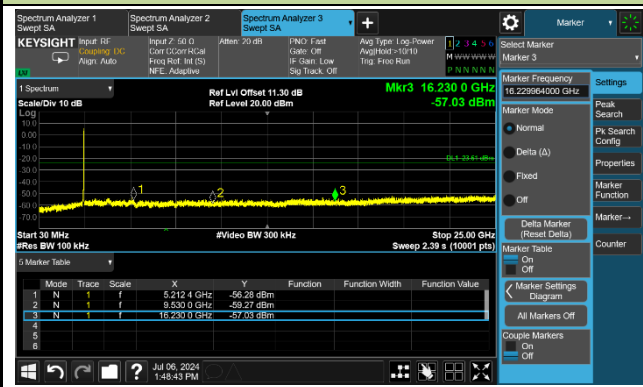 Spectrum Analyzer 1
Swept SA
Spectrum Analyzer 2
Swept SA
Spectrum Analyzer 3
Swept SA
+
Marker
KEYSIGHT
Input: RF
Coupling: DC
Align: Auto
Input Z: 50 Ω
Corr CCorr RCal
Freq Ref: Int (S)
NFE: Adaptive
Atten: 20 dB
PNO: Fast
Gate: Off
IF Gain: Low
Sig Track: Off
Avg Type: Log-Power
Avg|Hold:>10/10
Trig: Free Run
1 2 3 4 5 6
M W W W W W
P N N N N N
LXI
Select Marker
Marker 3
1 Spectrum
Scale/Div 10 dB
Ref Lvl Offset 11.30 dB
Ref Level 20.00 dBm
Mkr3 16.230 0 GHz
-57.03 dBm
Log
10.0
0.00
-10.0
-20.0
-30.0
-40.0
-50.0
-60.0
-70.0
DL1 -23.61 dBm
1
2
3
Start 30 MHz
#Res BW 100 kHz
#Video BW 300 kHz
Stop 25.00 GHz
Sweep 2.39 s (10001 pts)
5 Marker Table
Mode Trace Scale X Y Function Function Width Function Value
1 N 1 f 5.212 4 GHz -56.28 dBm
2 N 1 f 9.530 0 GHz -59.27 dBm
3 N 1 f 16.230 0 GHz -57.03 dBm
4
5
6
Marker Frequency
16.229964000 GHz
Marker Mode
Normal
Delta (Δ)
Fixed
Off
Delta Marker
(Reset Delta)
Marker Table
On
Off
Marker Settings
Diagram
All Markers Off
Couple Markers
On
Off
Settings
Peak
Search
Pk Search
Config
Properties
Marker
Function
Marker→
Counter
?
Jul 06, 2024
1:48:43 PM